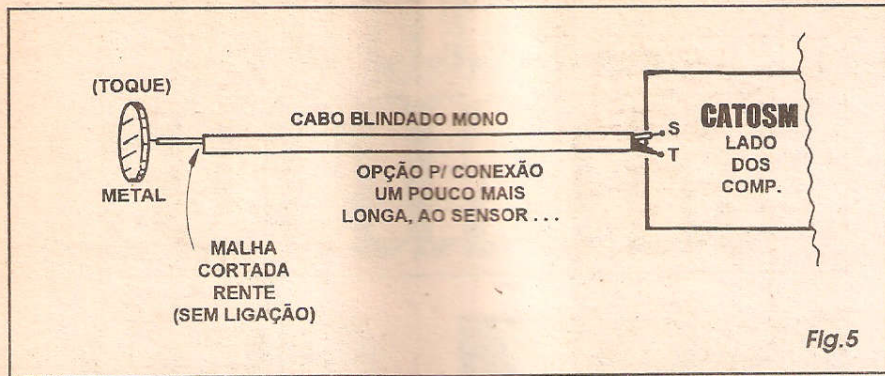 (TOQUE)
METAL
CABO BLINDADO MONO
OPÇÃO P/ CONEXÃO
UM POUCO MAIS
LONGA, AO SENSOR . . .
MALHA
CORTADA
RENTE
(SEM LIGAÇÃO)
S
T
CATOSM
LADO
DOS
COMP.
Fig.5